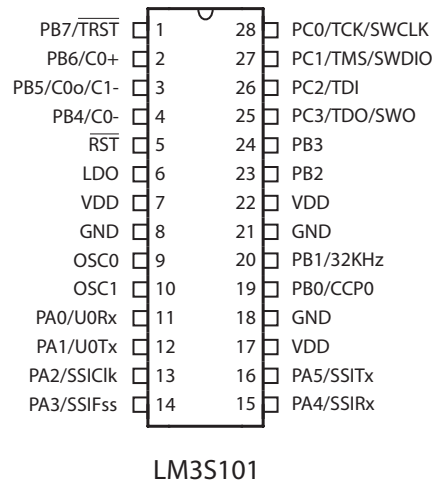 PB7/TRST 1 28 PC0/TCK/SWCLK
PB6/C0+ 2 27 PC1/TMS/SWDIO
PB5/C0o/C1- 3 26 PC2/TDI
PB4/C0- 4 25 PC3/TDO/SWO
RST 5 24 PB3
LDO 6 23 PB2
VDD 7 22 VDD
GND 8 21 GND
OSC0 9 20 PB1/32KHz
OSC1 10 19 PB0/CCP0
PA0/U0Rx 11 18 GND
PA1/U0Tx 12 17 VDD
PA2/SSIClk 13 16 PA5/SSITx
PA3/SSIFss 14 15 PA4/SSIRx
LM3S101